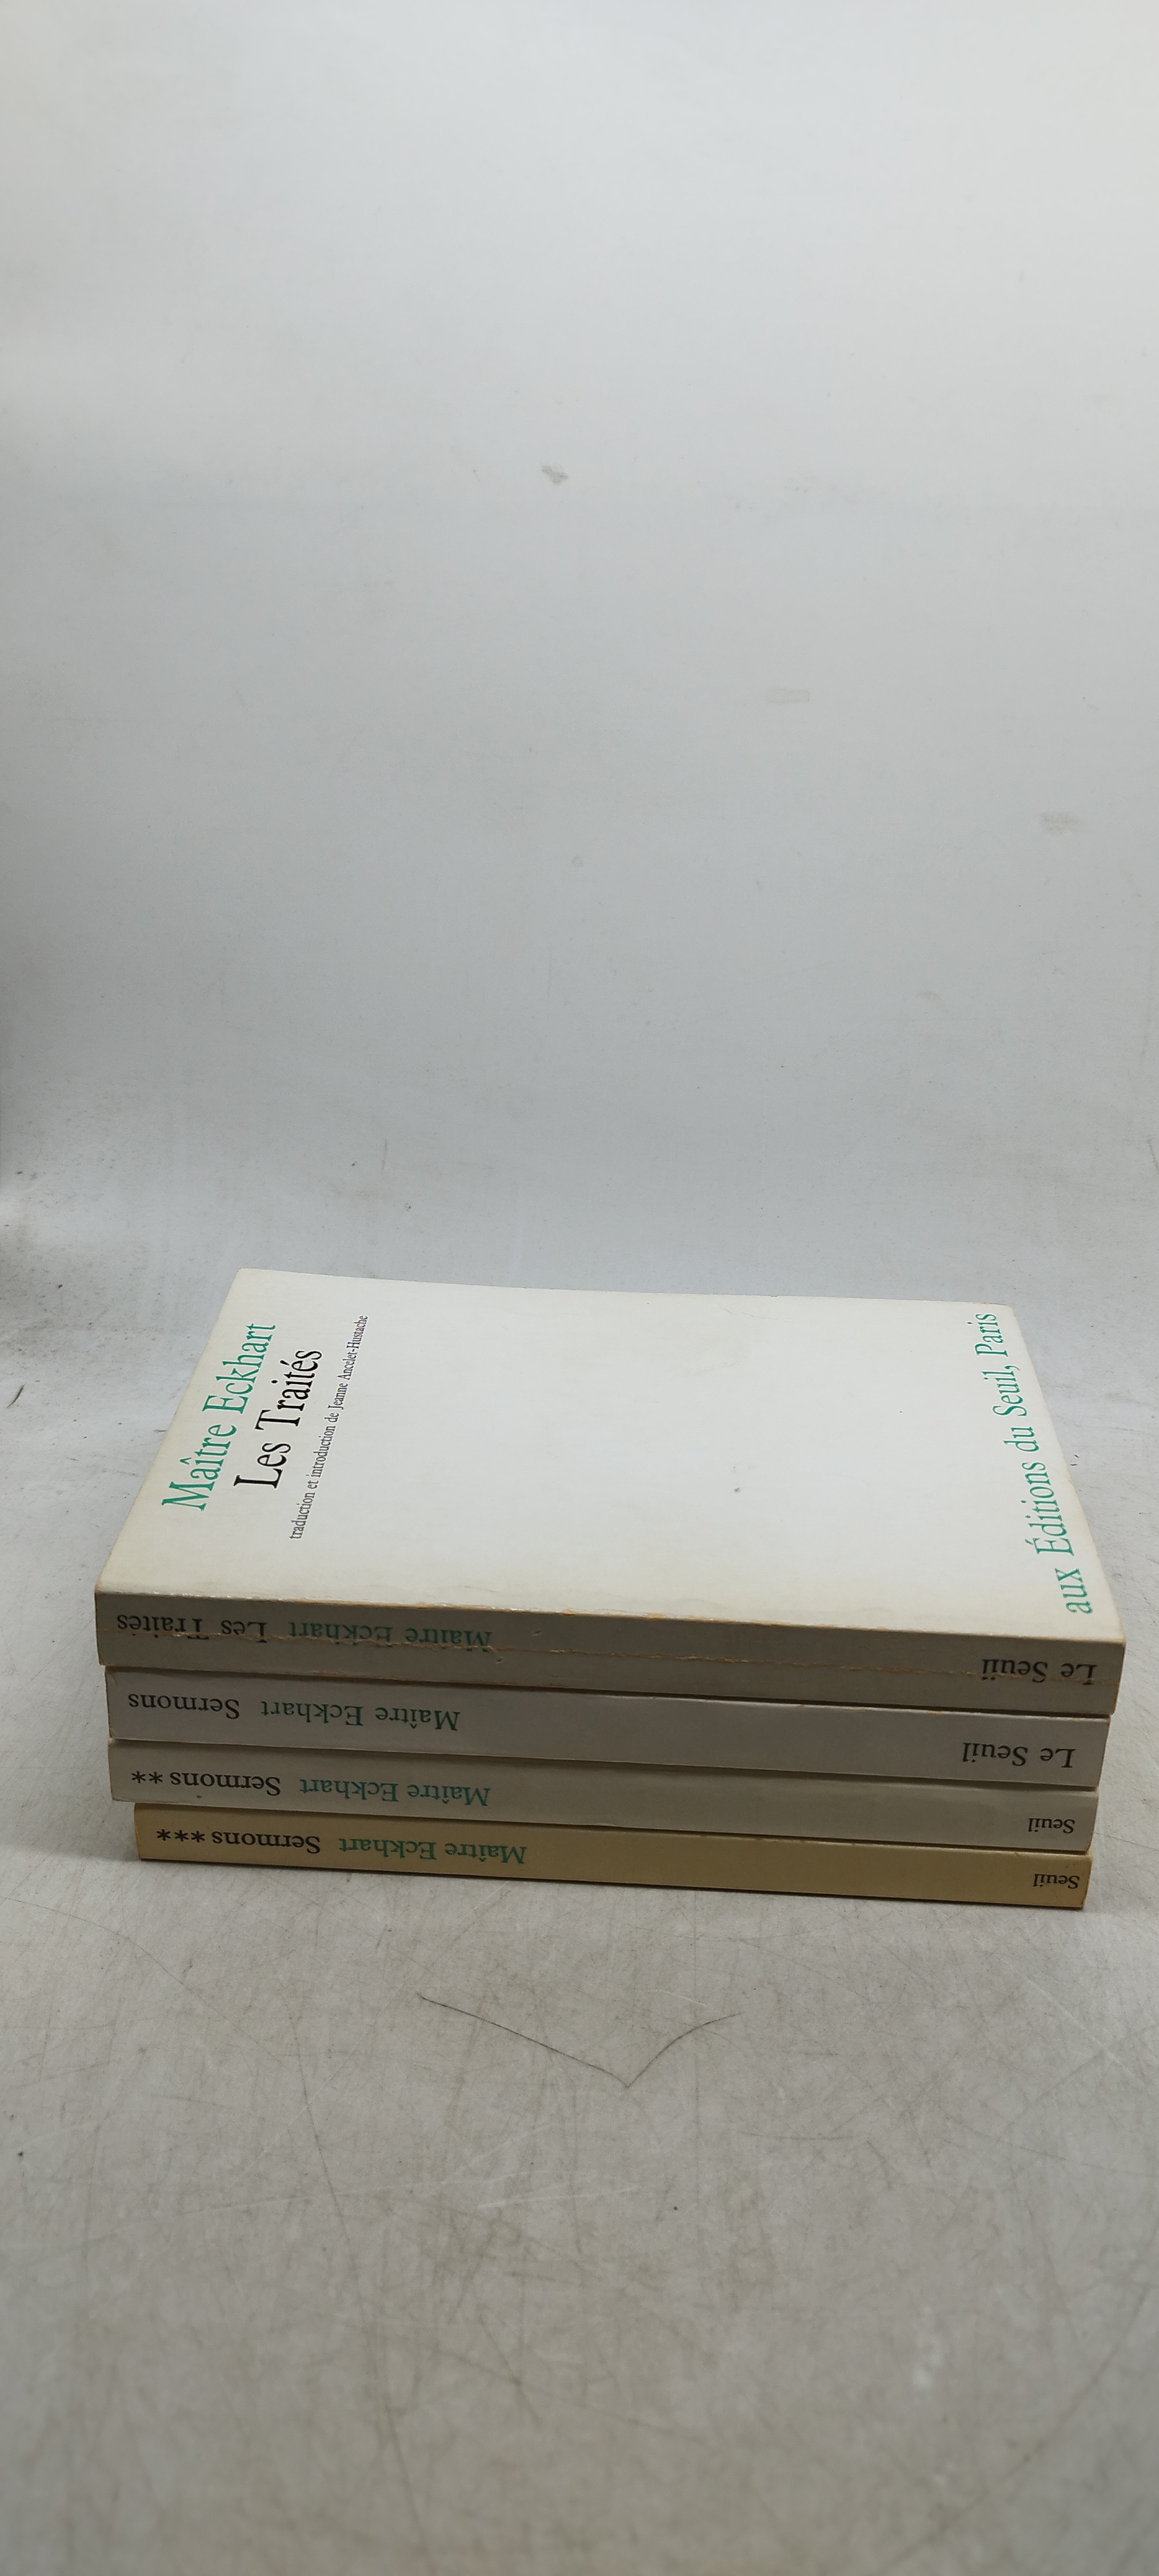 Maître Eckhart
Les Traités
traduction et introduction de Jeanne Ancelet-Hustache
aux Éditions du Seuil, Paris
Maître Eckhart Les Traités
Le Seuil
Maître Eckhart Sermons
Le Seuil
Maître Eckhart Sermons **
Seuil
Maître Eckhart Sermons ***
Seuil